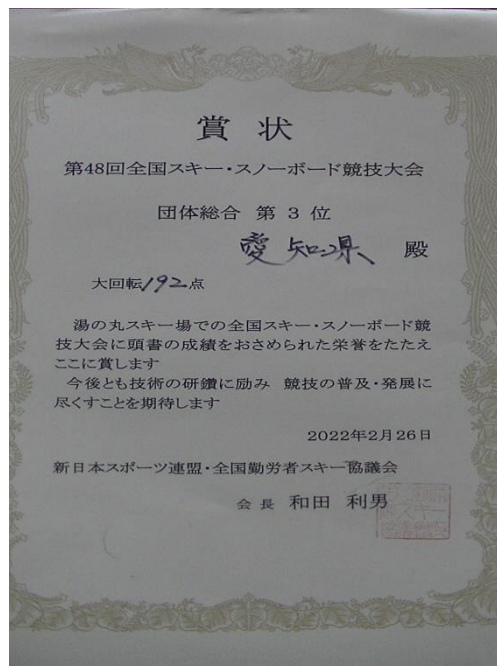 賞状
第48回全国スキー・スノーボード競技大会
団体総合 第 3 位
愛知県 殿
大回転192点
湯の丸スキー場での全国スキー・スノーボード競
技大会に頭書の成績をおさめられた栄誉をたたえ
ここに賞します
今後とも技術の研鑽に励み 競技の普及・発展に
尽くすことを期待します
2022年2月26日
新日本スポーツ連盟・全国勤労者スキー協議会
会長 和田 利男